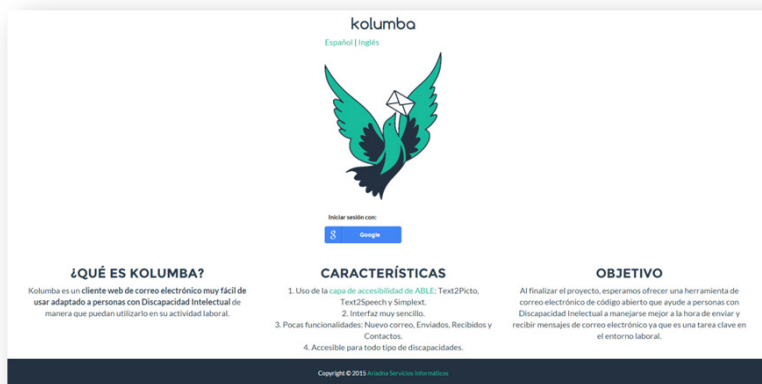 kolumba
Español | Inglés
Iniciar sesión con:
8 Google
¿QUÉ ES KOLUMBA?
Kolumba es un cliente web de correo electrónico muy fácil de
usar adaptado a personas con Discapacidad Intelectual de
manera que puedan utilizarlo en su actividad laboral.
CARACTERÍSTICAS
1. Uso de la capa de accesibilidad de ABLE: Text2Picto,
Text2Speech y Simplext.
2. Interfaz muy sencillo.
3. Pocas funcionalidades: Nuevo correo, Enviados, Recibidos y
Contactos.
4. Accesible para todo tipo de discapacidades.
OBJETIVO
Al finalizar el proyecto, esperamos ofrecer una herramienta de
correo electrónico de código abierto que ayude a personas con
Discapacidad Inelectual a manejarse mejor a la hora de enviar y
recibir mensajes de correo electrónico ya que es una tarea clave en
el entorno laboral.
Copyright © 2015 Ariadna Servicios Informáticos